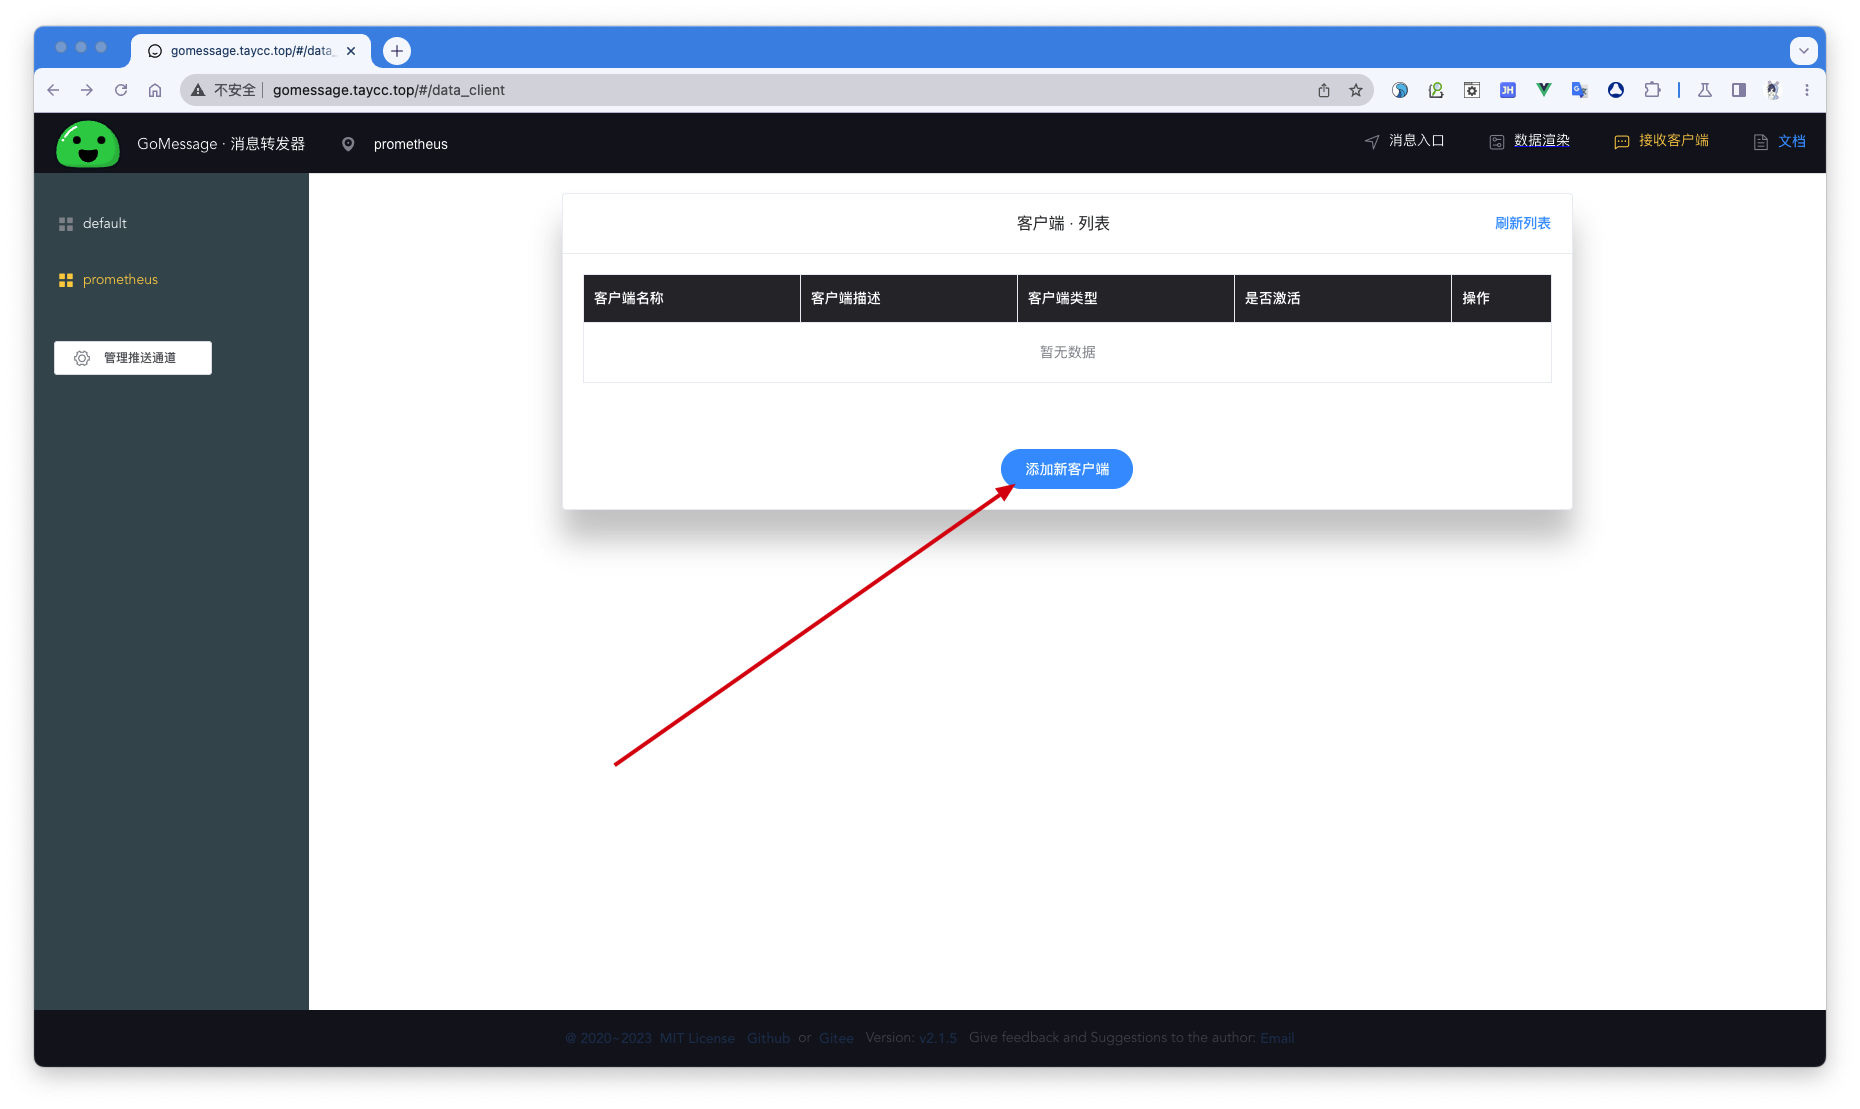 gomessage.taycc.top/#/data_
不安全 gomessage.taycc.top/#/data_client
GoMessage · 消息转发器 prometheus 消息入口 数据渲染 接收客户端 文档
default
prometheus
管理推送通道
客户端 · 列表 刷新列表
客户端名称 客户端描述 客户端类型 是否激活 操作
暂无数据
添加新客户端
@ 2020~2023 MIT License Github or Gitee Version: v2.1.5 Give feedback and Suggestions to the author: Email